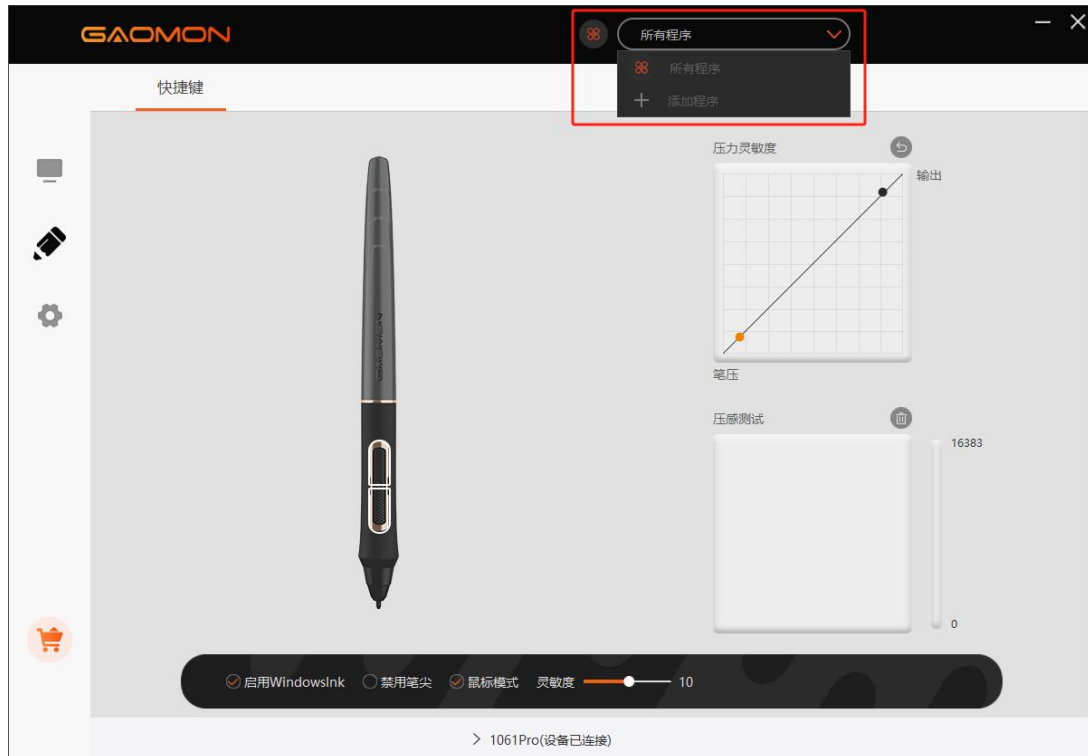 GAOMON
所有程序
所有程序
添加程序
快捷键
压力灵敏度
输出
笔压
GAOMON
压感测试
16383
0
启用WindowsInk 禁用笔尖 鼠标模式 灵敏度 10
1061Pro(设备已连接)